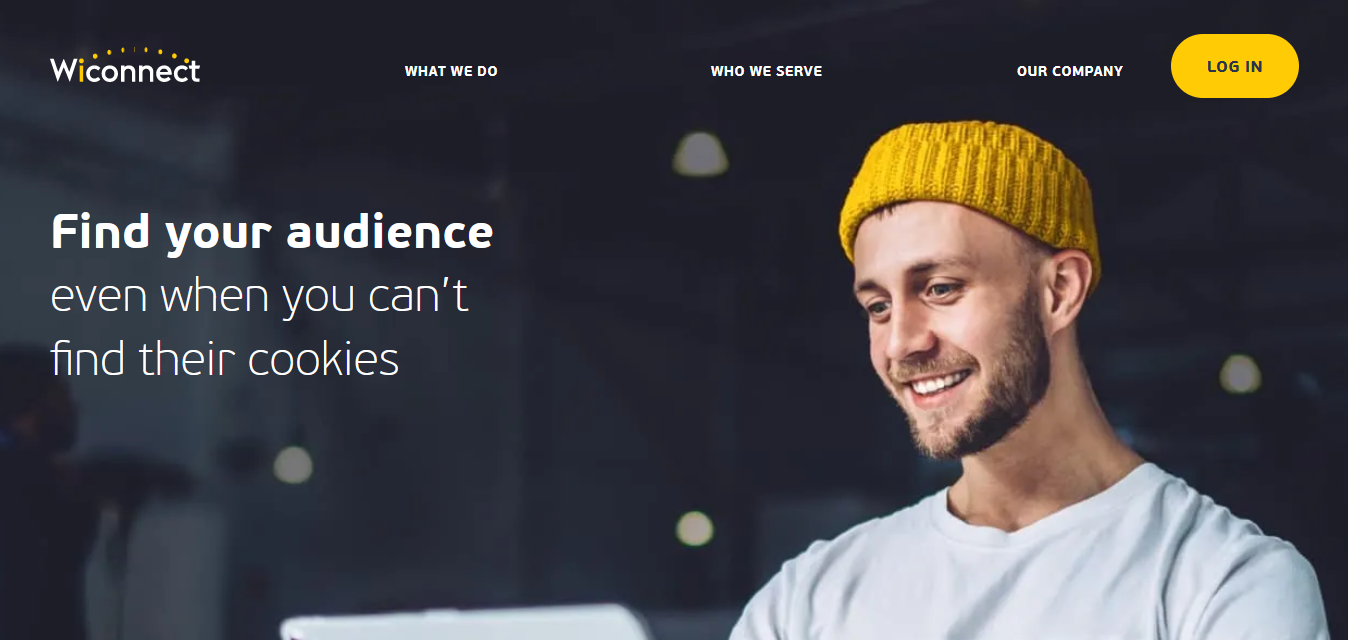 Wiconnect
WHAT WE DO
WHO WE SERVE
OUR COMPANY
LOG IN
Find your audience
even when you can't
find their cookies